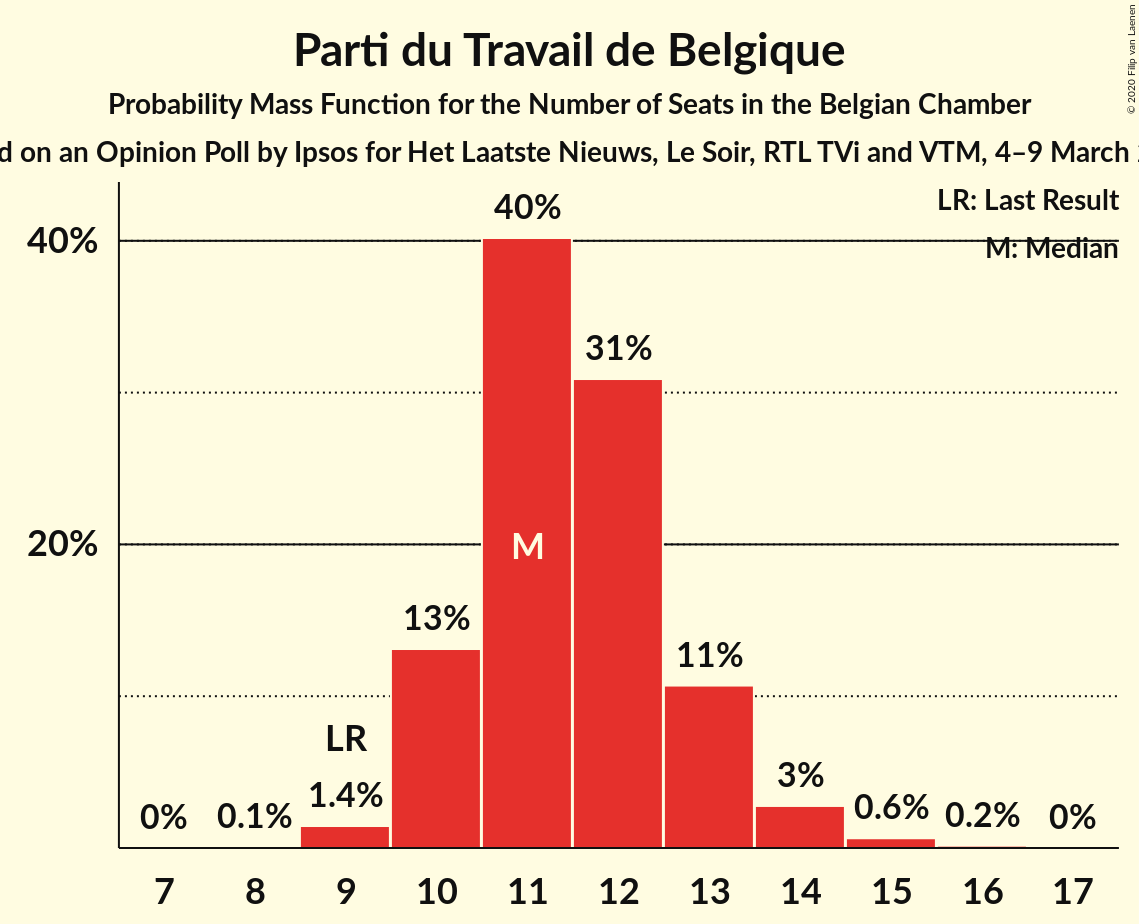 Parti du Travail de Belgique
Probability Mass Function for the Number of Seats in the Belgian Chamber
on an Opinion Poll by Ipsos for Het Laatste Nieuws, Le Soir, RTL TVi and VTM, 4–9 March
© 2020 Filip van Laenen
LR: Last Result
M: Median
40%
20%
0%
0.1%
LR
1.4%
13%
40%
M
31%
11%
3%
0.6%
0.2%
0%
7 8 9 10 11 12 13 14 15 16 17